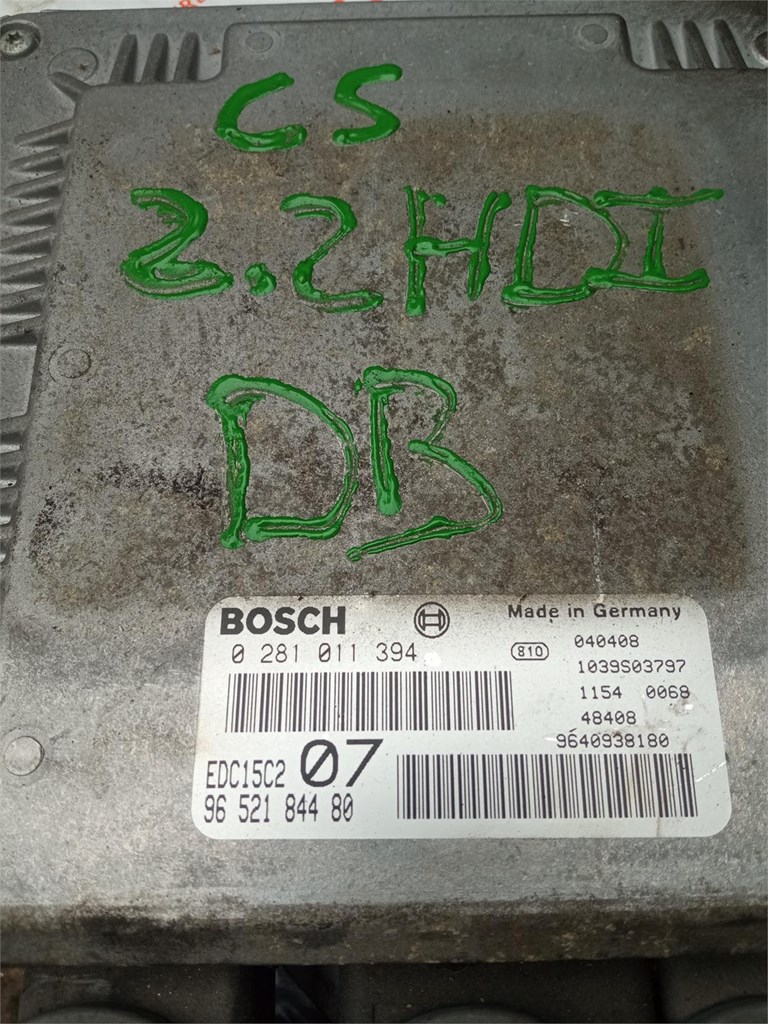 C5
2.2HDI
DB
BOSCH
Made in Germany
0 281 011 394
810
040408
1039S03797
1154 0068
48408
9640938180
EDC15C2 07
96 521 844 80